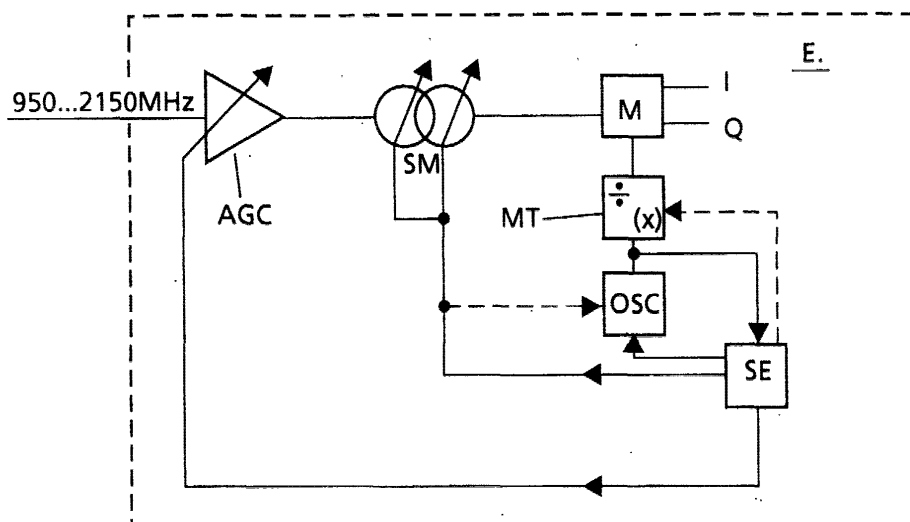 E.
950...2150MHz
I
M
Q
SM
AGC
MT
÷
(x)
OSC
SE